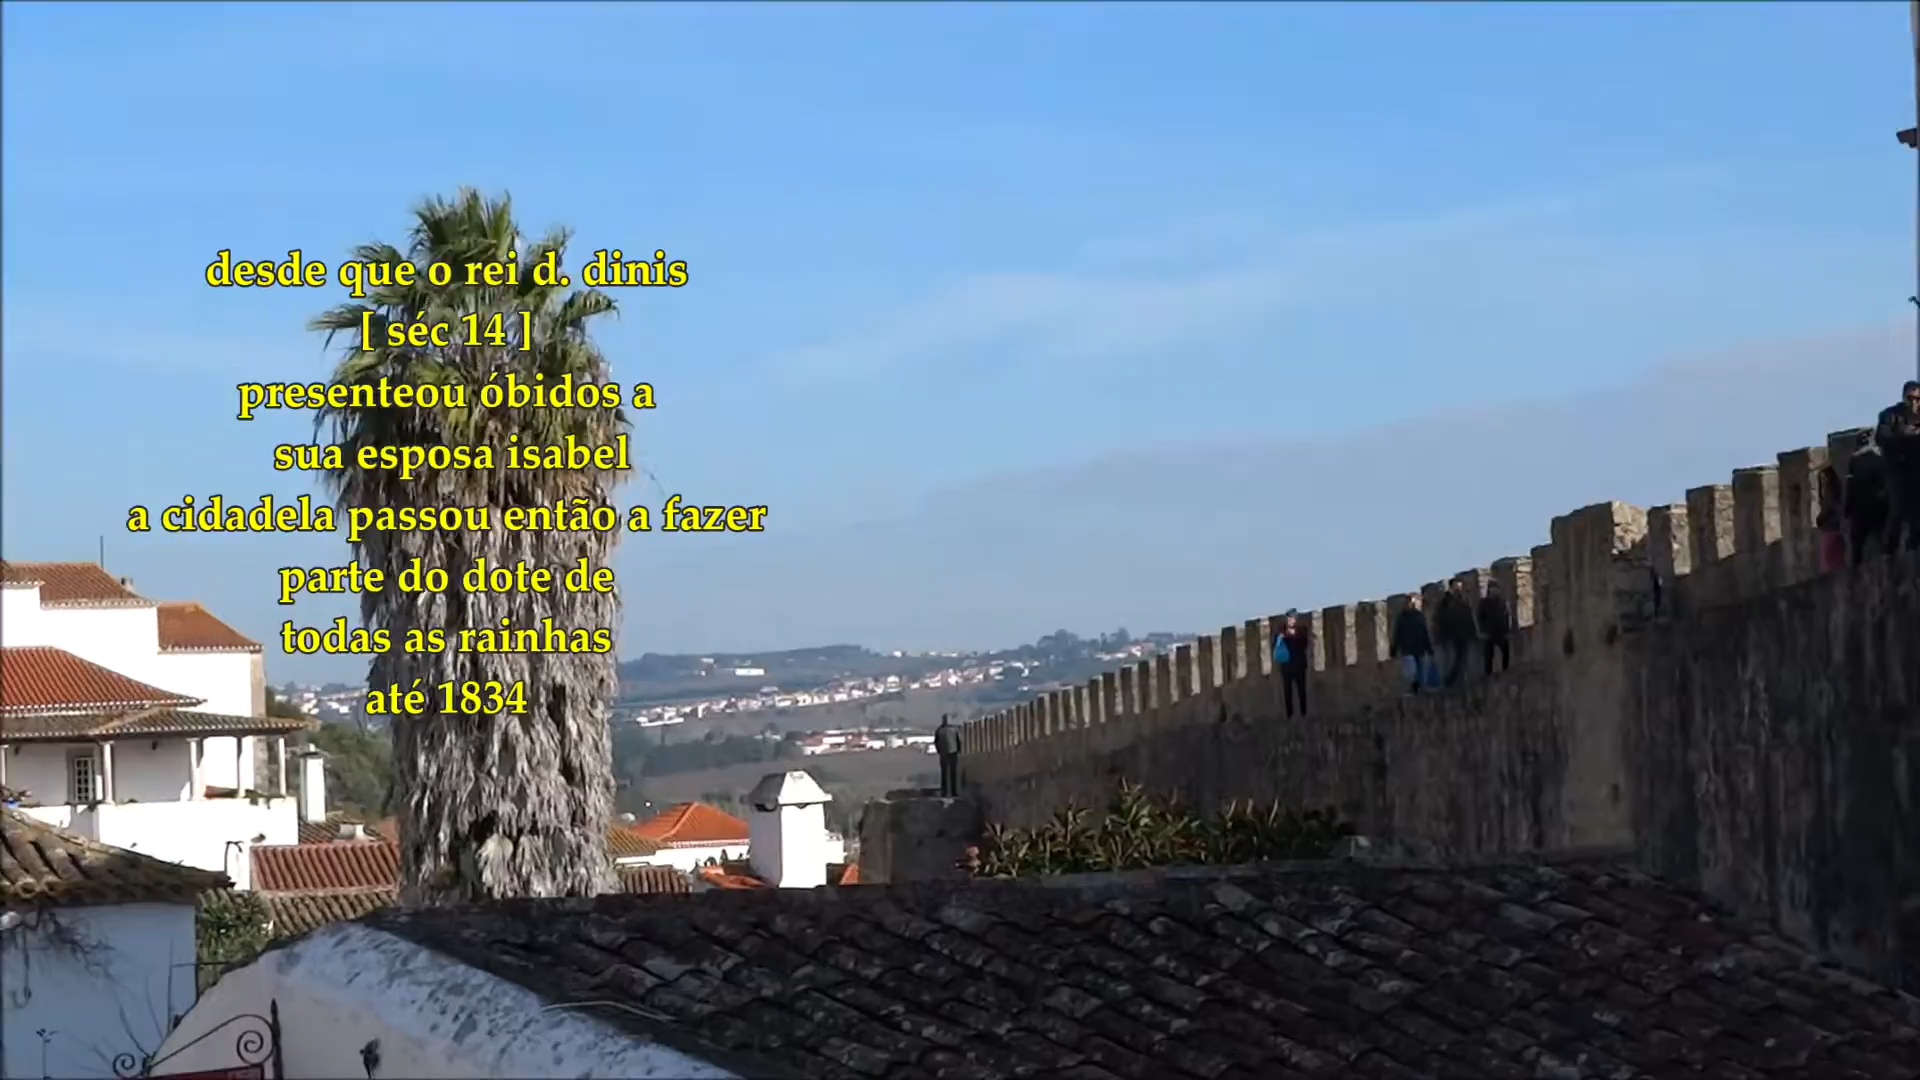 desde que o rei d. dinis
[ séc 14 ]
presenteou óbidos a
sua esposa isabel
a cidadela passou então a fazer
parte do dote de
todas as rainhas
até 1834